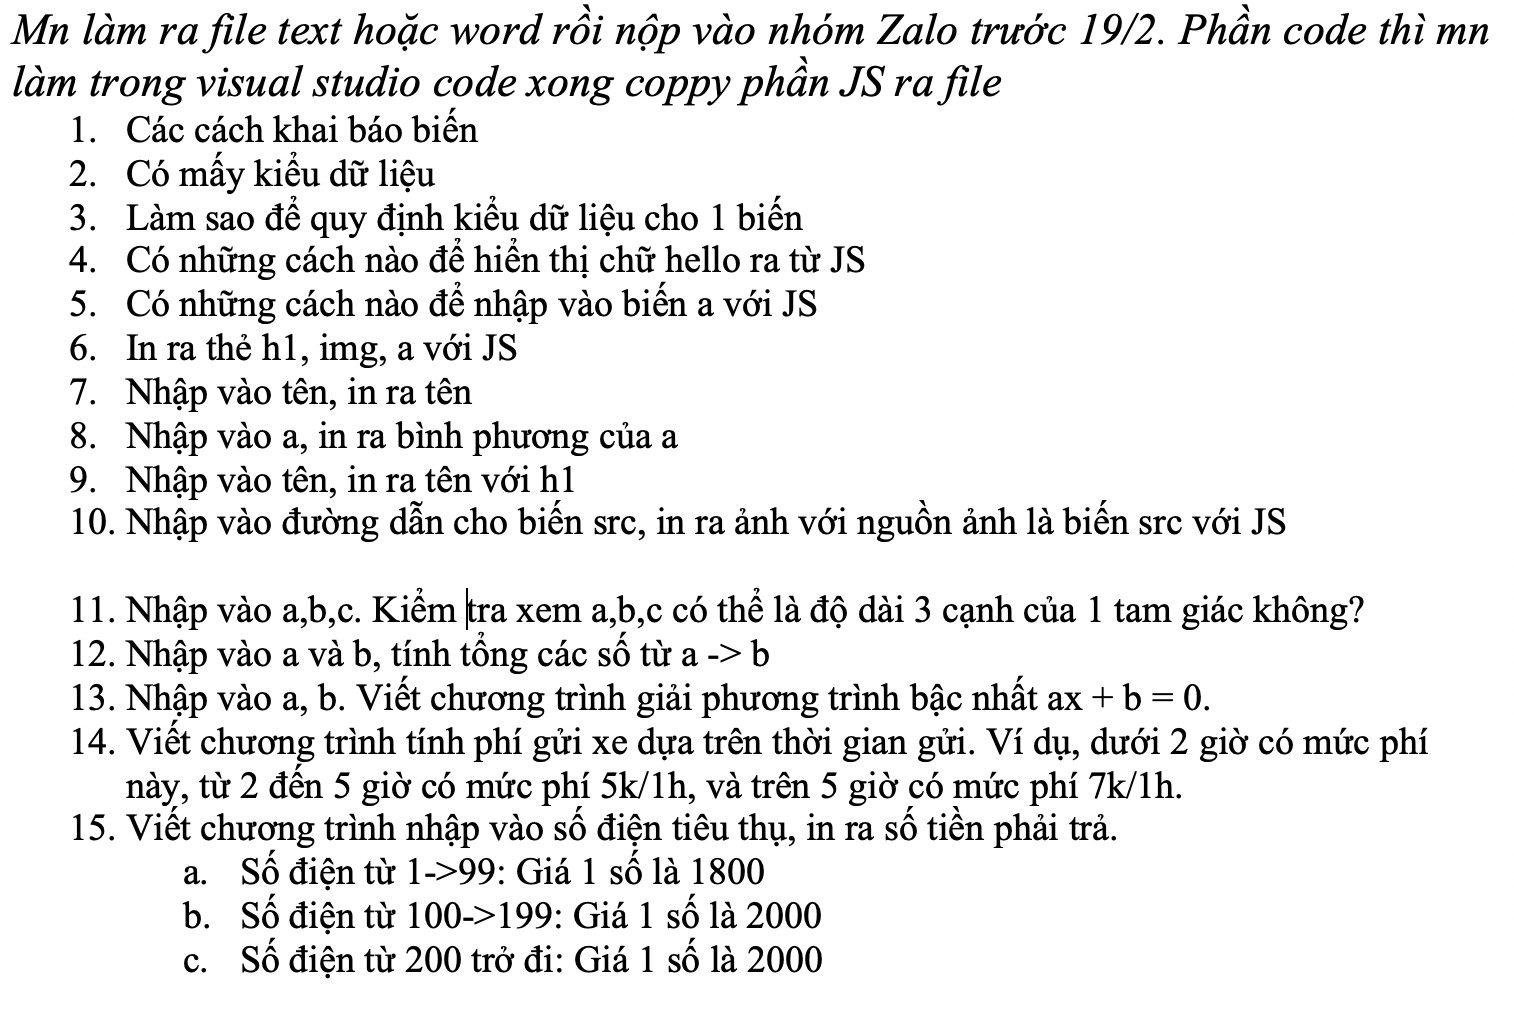 Mn làm ra file text hoặc word rồi nộp vào nhóm Zalo trước 19/2. Phần code thì mn
làm trong visual studio code xong coppy phần JS ra file
1. Các cách khai báo biến
2. Có mấy kiểu dữ liệu
3. Làm sao để quy định kiểu dữ liệu cho 1 biến
4. Có những cách nào để hiển thị chữ hello ra từ JS
5. Có những cách nào để nhập vào biến a với JS
6. In ra thẻ h1, img, a với JS
7. Nhập vào tên, in ra tên
8. Nhập vào a, in ra bình phương của a
9. Nhập vào tên, in ra tên với h1
10. Nhập vào đường dẫn cho biến src, in ra ảnh với nguồn ảnh là biến src với JS
11. Nhập vào a,b,c. Kiểm tra xem a,b,c có thể là độ dài 3 cạnh của 1 tam giác không?
12. Nhập vào a và b, tính tổng các số từ a -> b
13. Nhập vào a, b. Viết chương trình giải phương trình bậc nhất ax + b = 0.
14. Viết chương trình tính phí gửi xe dựa trên thời gian gửi. Ví dụ, dưới 2 giờ có mức phí
này, từ 2 đến 5 giờ có mức phí 5k/1h, và trên 5 giờ có mức phí 7k/1h.
15. Viết chương trình nhập vào số điện tiêu thụ, in ra số tiền phải trả.
a. Số điện từ 1->99: Giá 1 số là 1800
b. Số điện từ 100->199: Giá 1 số là 2000
c. Số điện từ 200 trở đi: Giá 1 số là 2000